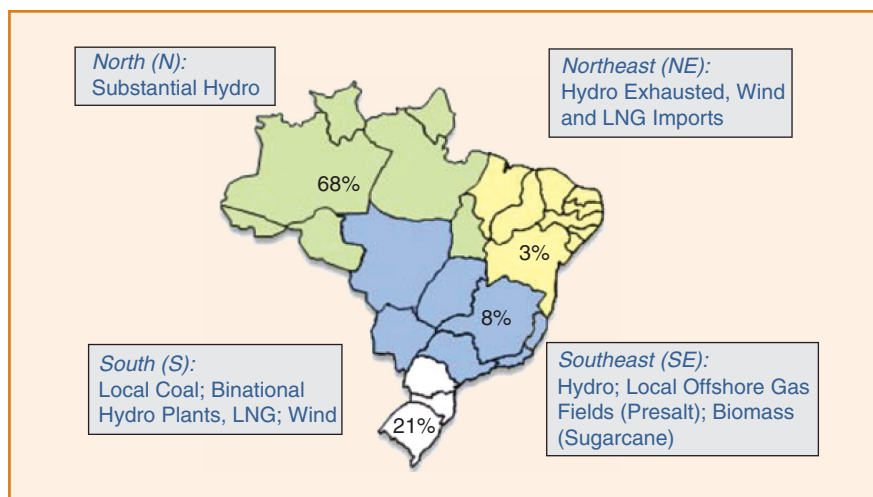 North (N):
Substantial Hydro
Northeast (NE):
Hydro Exhausted, Wind
and LNG Imports
68%
3%
8%
South (S):
Local Coal; Binational
Hydro Plants, LNG; Wind
21%
Southeast (SE):
Hydro; Local Offshore Gas
Fields (Presalt); Biomass
(Sugarcane)